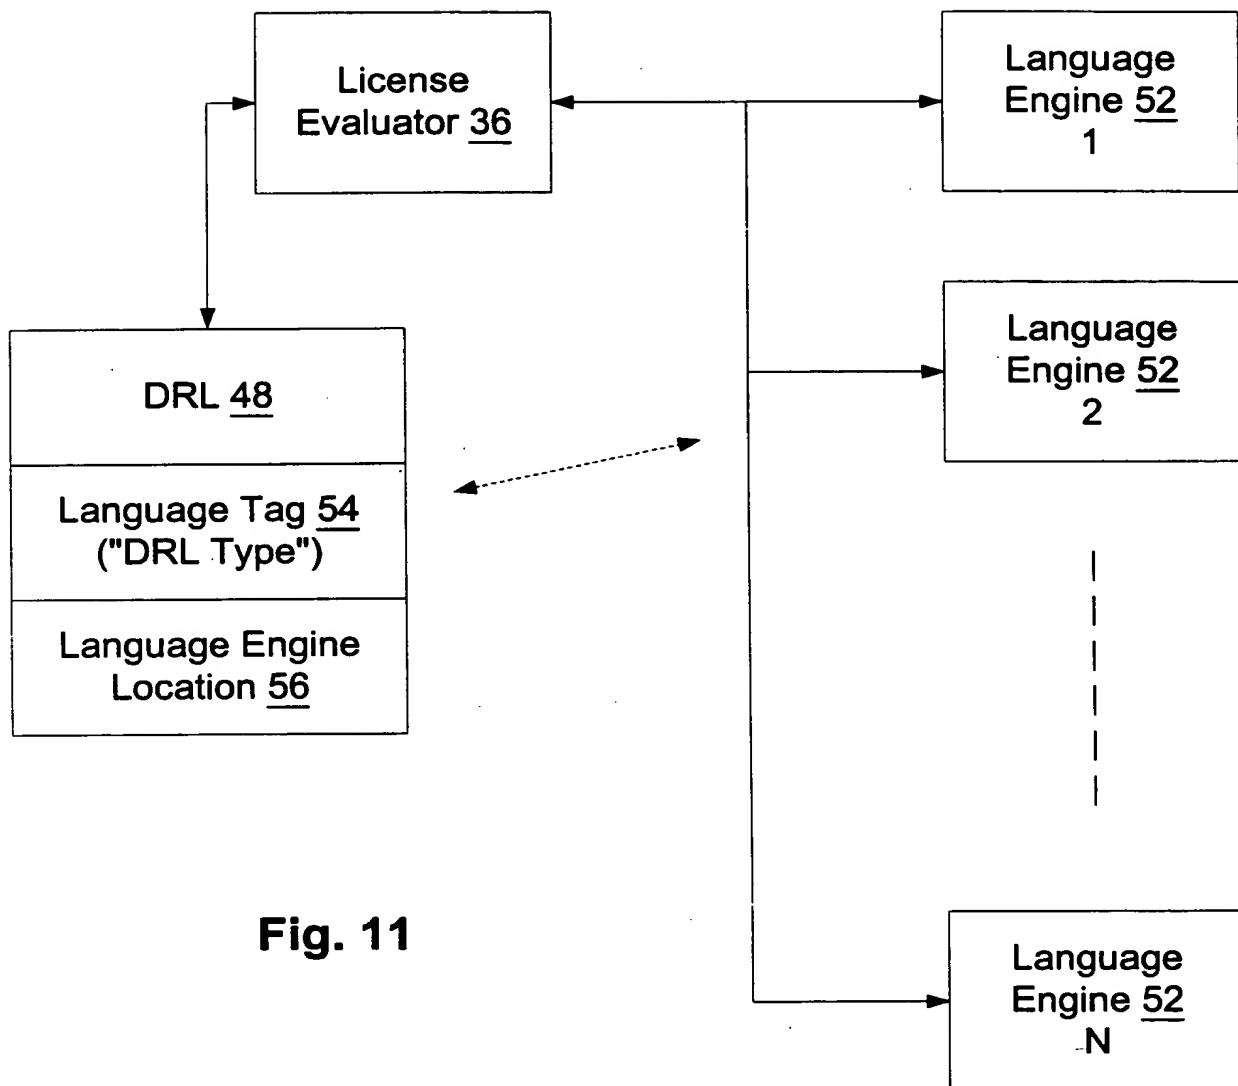 License
Evaluator 36
Language
Engine 52
1
Language
Engine 52
2
DRL 48
Language Tag 54
("DRL Type")
Language Engine
Location 56
Fig. 11
Language
Engine 52
N